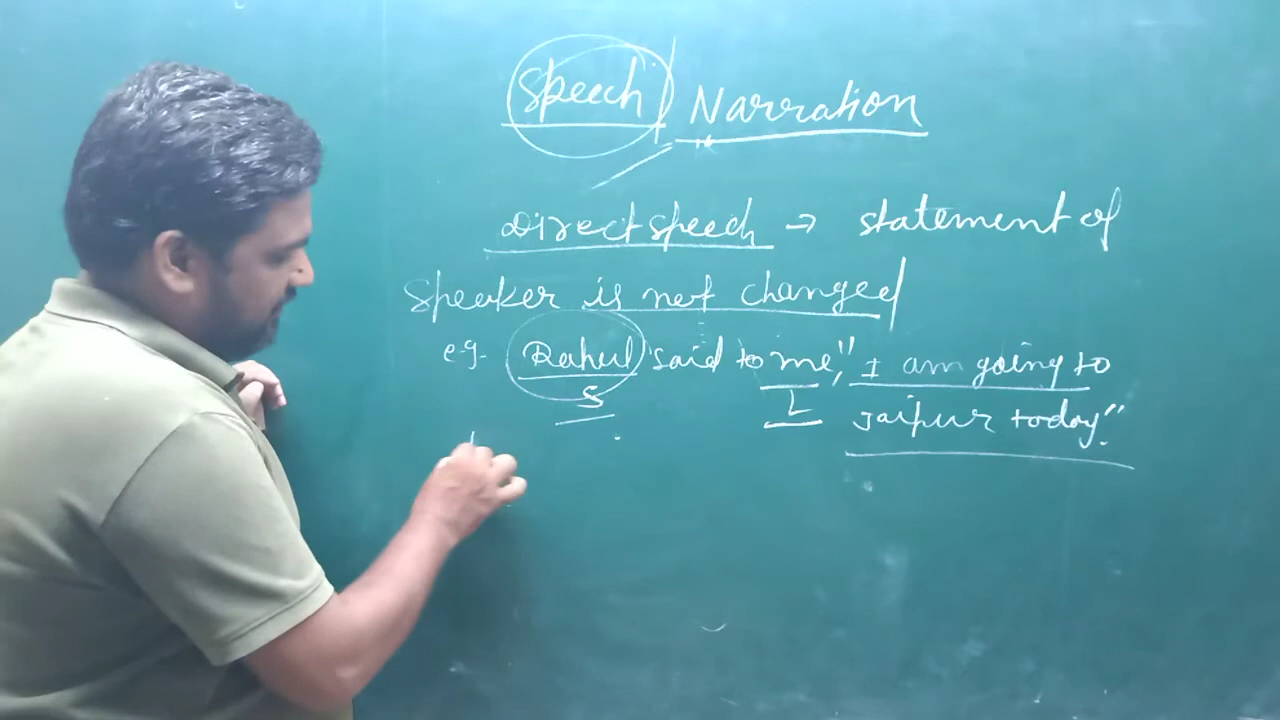 Speech / Narration
Direct speech → statement of
speaker is not changed
e.g. Rahul said to me, "I am going to
S L Jaipur today".